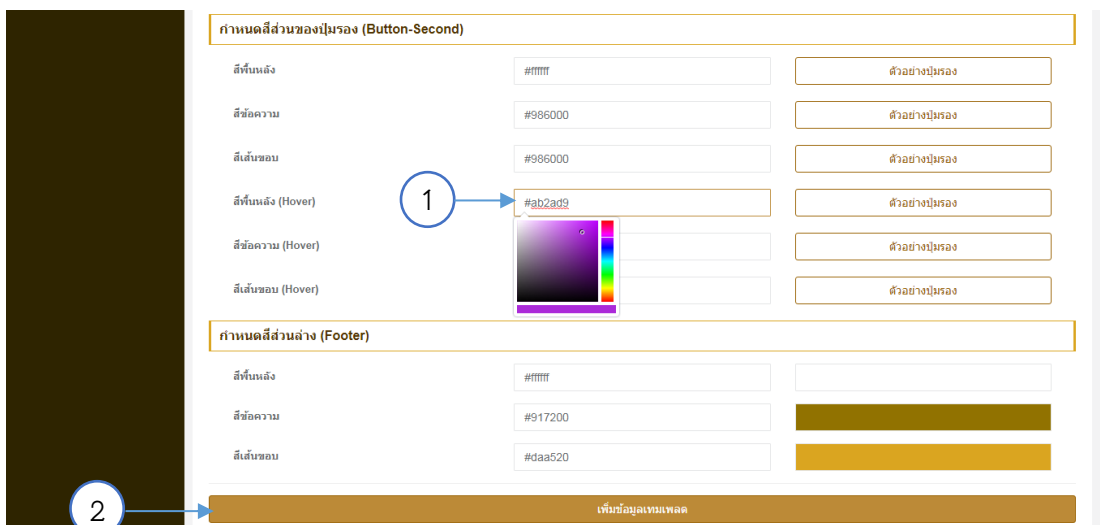 กำหนดสีส่วนของปุ่มรอง (Button-Second)
สีพื้นหลัง #ffffff ตัวอย่างปุ่มรอง
สีข้อความ #986000 ตัวอย่างปุ่มรอง
สีเส้นขอบ #986000 ตัวอย่างปุ่มรอง
สีพื้นหลัง (Hover) 1 #ab2ad9 ตัวอย่างปุ่มรอง
สีข้อความ (Hover) ตัวอย่างปุ่มรอง
สีเส้นขอบ (Hover) ตัวอย่างปุ่มรอง
กำหนดสีส่วนล่าง (Footer)
สีพื้นหลัง #ffffff
สีข้อความ #917200
สีเส้นขอบ #daa520
2 เพิ่มข้อมูลเทมเพลต